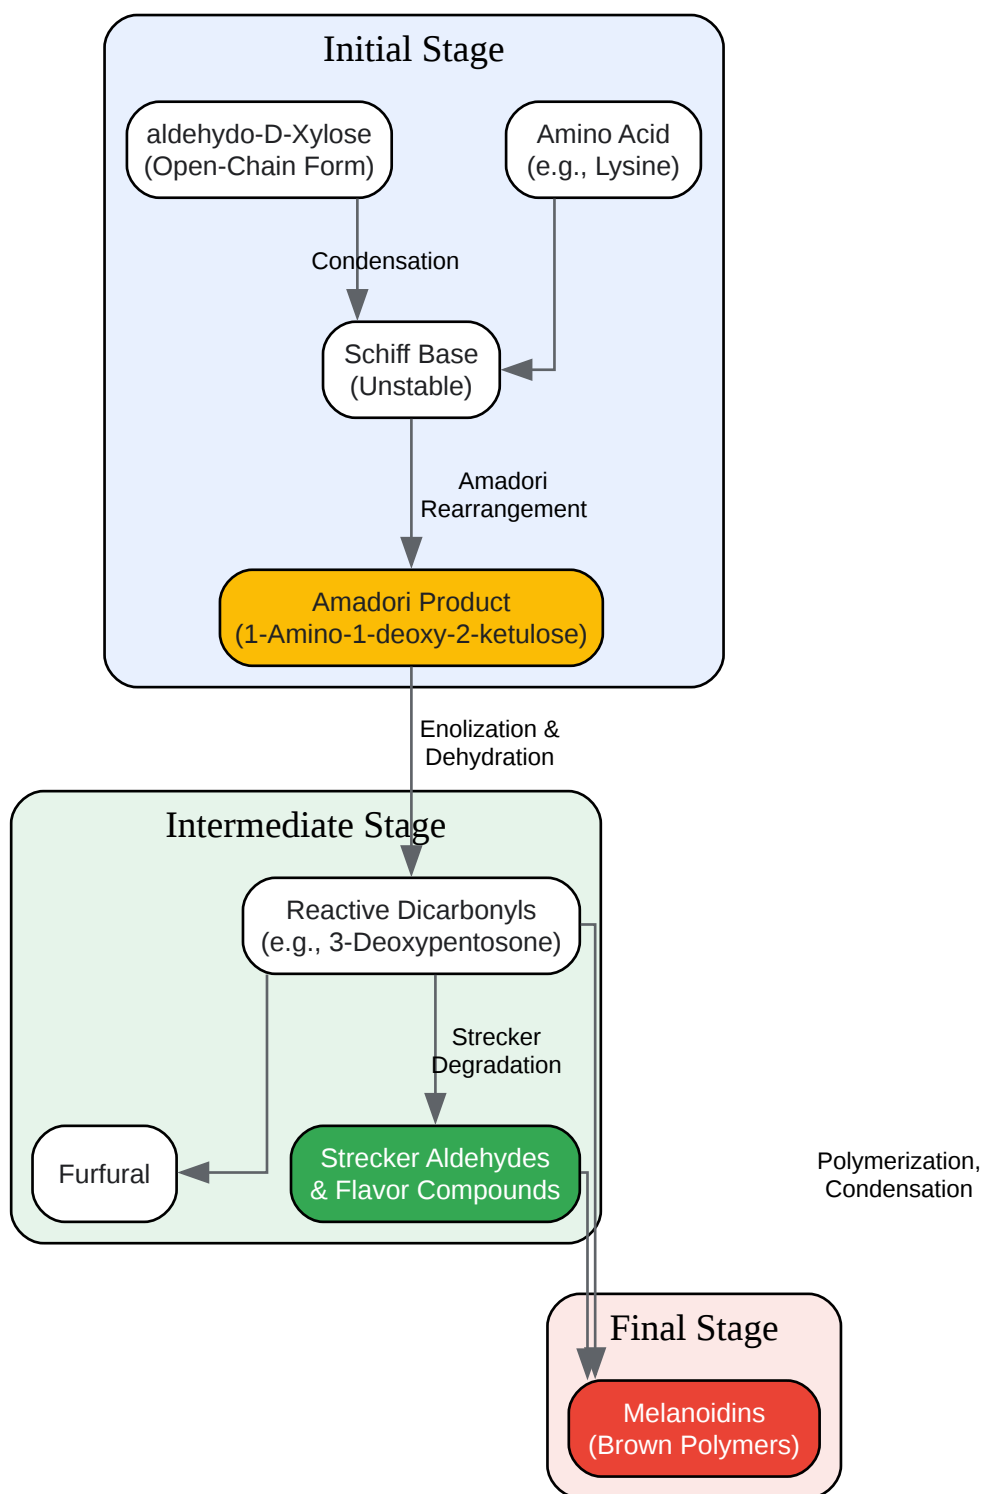 Initial Stage
aldehydo-D-Xylose
(Open-Chain Form)
Amino Acid
(e.g., Lysine)
Condensation
Schiff Base
(Unstable)
Amadori
Rearrangement
Amadori Product
(1-Amino-1-deoxy-2-ketulose)
Enolization &
Dehydration
Intermediate Stage
Reactive Dicarbonyls
(e.g., 3-Deoxypentosone)
Strecker
Degradation
Furfural
Strecker Aldehydes
& Flavor Compounds
Polymerization,
Condensation
Final Stage
Melanoidins
(Brown Polymers)